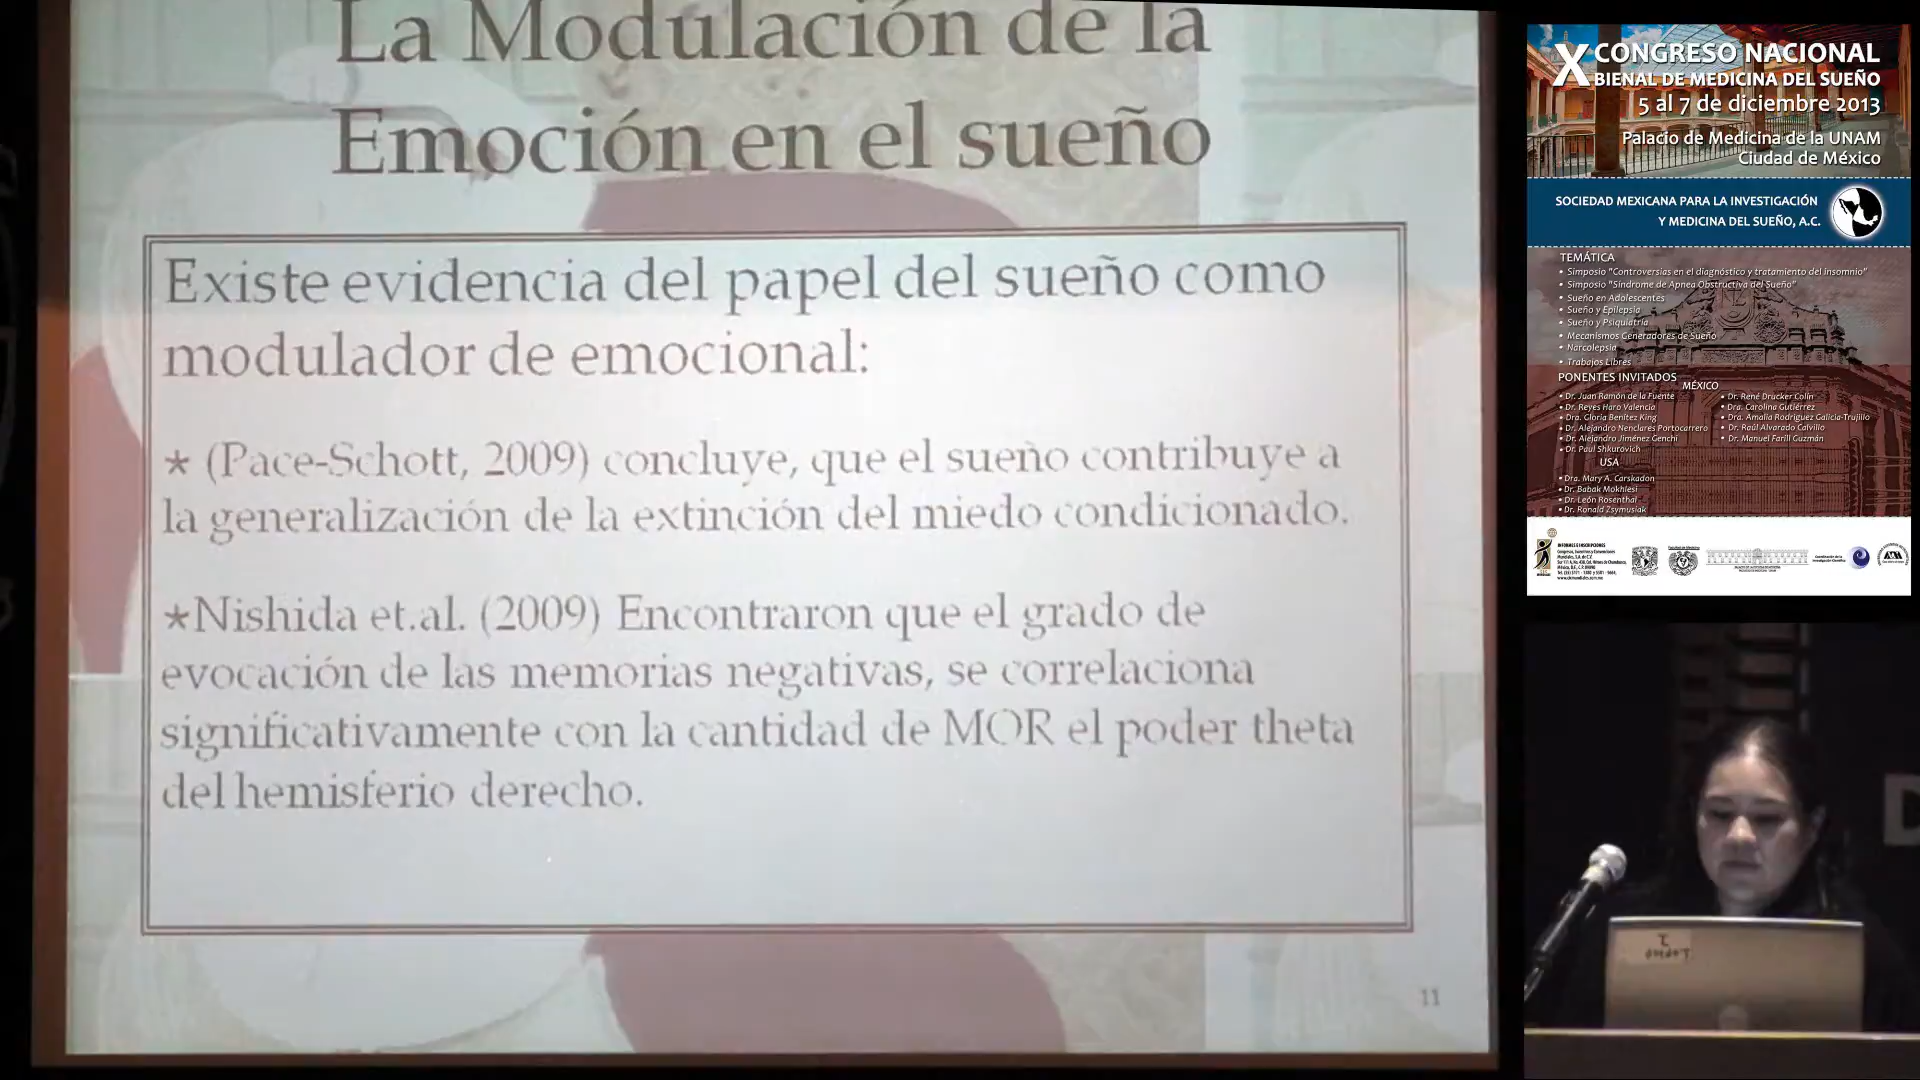 La Modulación de la
Emoción en el sueño
Existe evidencia del papel del sueño como
modulador de emocional:
* (Pace-Schott, 2009) concluye, que el sueño contribuye a
la generalización de la extinción del miedo condicionado.
*Nishida et.al. (2009) Encontraron que el grado de
evocación de las memorias negativas, se correlaciona
significativamente con la cantidad de MOR el poder theta
del hemisferio derecho.
11
X CONGRESO NACIONAL
BIENAL DE MEDICINA DEL SUEÑO
5 al 7 de diciembre 2013
Palacio de Medicina de la UNAM
Ciudad de México
SOCIEDAD MEXICANA PARA LA INVESTIGACIÓN
Y MEDICINA DEL SUEÑO, A.C.
TEMÁTICA
• Simposio "Controversias en el diagnóstico y tratamiento del insomnio"
• Simposio "Síndrome de Apnea Obstructiva del Sueño"
• Sueño en Adolescentes
• Sueño y Epilepsia
• Sueño y Psiquiatría
• Mecanismos Generadores de Sueño
• Narcolepsia
• Trabajos Libres
PONENTES INVITADOS
MÉXICO
• Dr. Juan Ramón de la Fuente
• Dr. Reyes Haro Valencia
• Dra. Gloria Benítez King
• Dr. Alejandro Nenclares Portocarrero
• Dr. Alejandro Jiménez Genchi
• Dr. Paul Shkurovich
• Dr. René Drucker Colín
• Dra. Carolina Gutiérrez
• Dra. Amalia Rodríguez Galicia-Trujillo
• Dr. Raúl Alvarado Calvillo
• Dr. Manuel Farill Guzmán
USA
• Dra. Mary A. Carskadon
• Dr. Babak Mokhlesi
• Dr. León Rosenthal
• Dr. Ronald Zsymusiak
INFORMES E INSCRIPCIONES